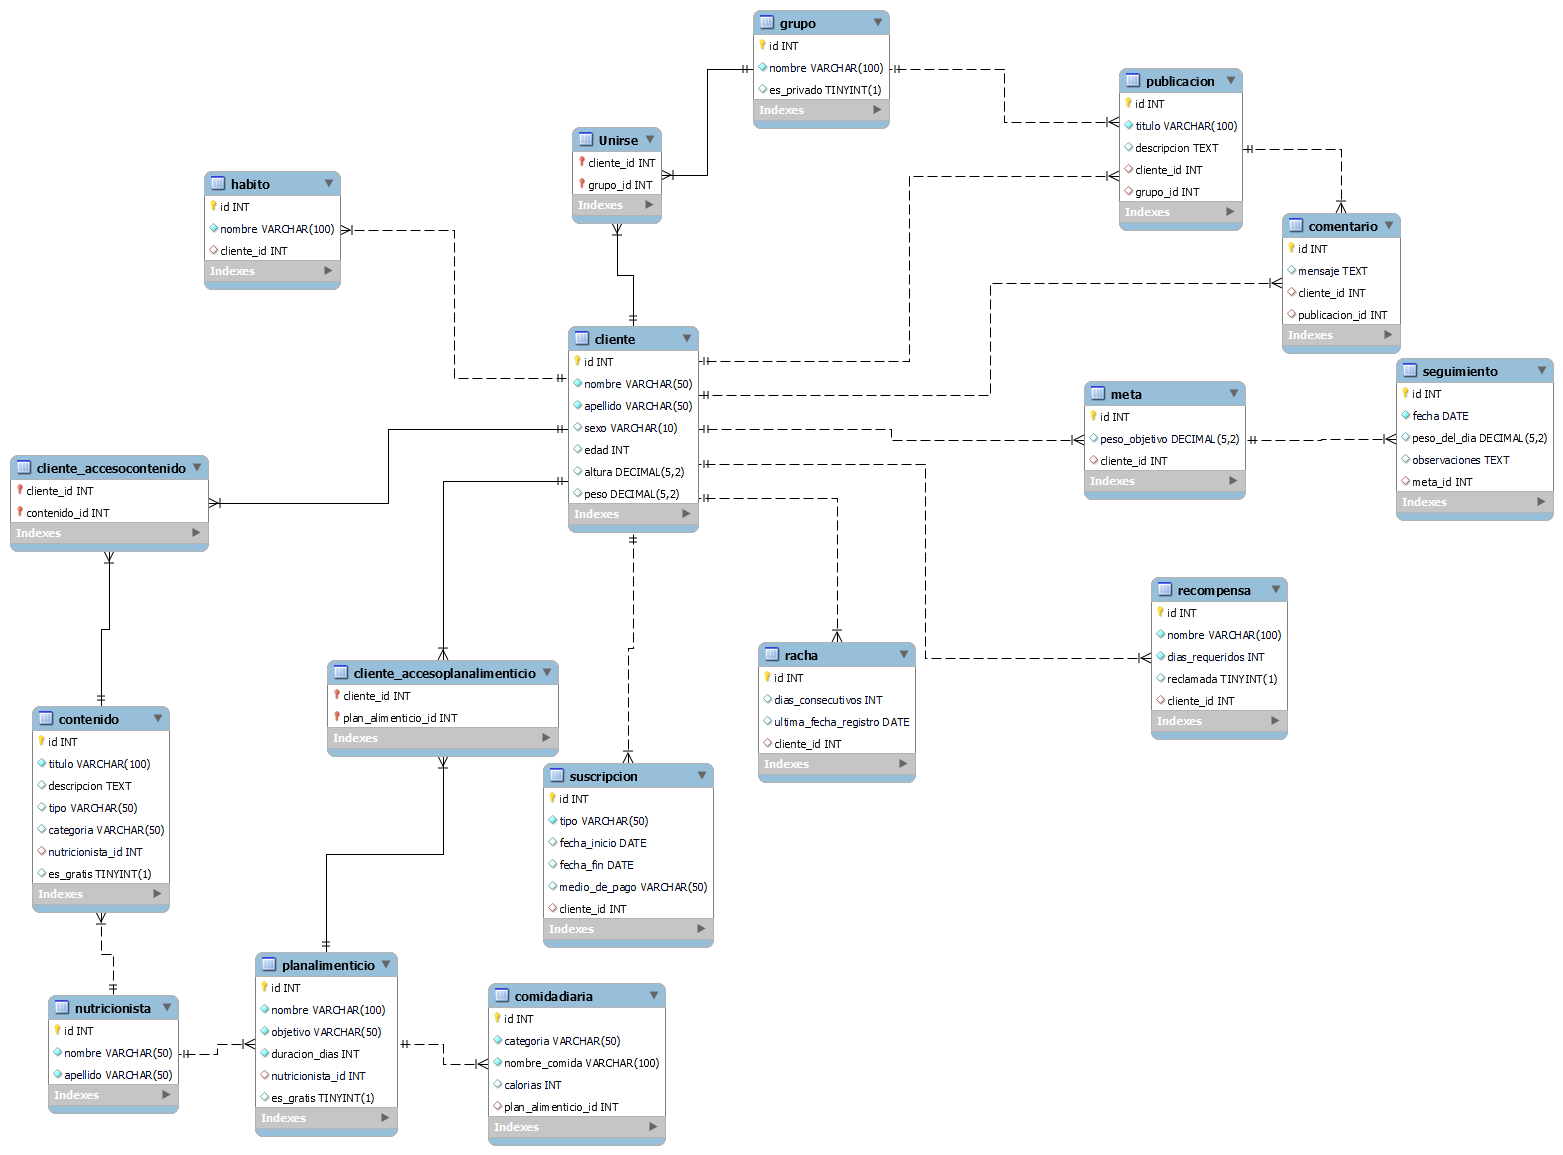 grupo
id INT
nombre VARCHAR(100)
es_privado TINYINT(1)
Indexes
publicacion
id INT
titulo VARCHAR(100)
descripcion TEXT
cliente_id INT
grupo_id INT
Indexes
Unirse
cliente_id INT
grupo_id INT
Indexes
habito
id INT
nombre VARCHAR(100)
cliente_id INT
Indexes
comentario
id INT
mensaje TEXT
cliente_id INT
publicacion_id INT
Indexes
cliente
id INT
nombre VARCHAR(50)
apellido VARCHAR(50)
sexo VARCHAR(10)
edad INT
altura DECIMAL(5,2)
peso DECIMAL(5,2)
Indexes
seguimiento
id INT
fecha DATE
peso_del_dia DECIMAL(5,2)
observaciones TEXT
meta_id INT
Indexes
meta
id INT
peso_objetivo DECIMAL(5,2)
cliente_id INT
Indexes
cliente_accesocontenido
cliente_id INT
contenido_id INT
Indexes
recompensa
id INT
nombre VARCHAR(100)
dias_requeridos INT
reclamada TINYINT(1)
cliente_id INT
Indexes
racha
id INT
dias_consecutivos INT
ultima_fecha_registro DATE
cliente_id INT
Indexes
cliente_accesoplanalimenticio
cliente_id INT
plan_alimenticio_id INT
Indexes
contenido
id INT
titulo VARCHAR(100)
descripcion TEXT
tipo VARCHAR(50)
categoria VARCHAR(50)
nutricionista_id INT
es_gratis TINYINT(1)
Indexes
suscripcion
id INT
tipo VARCHAR(50)
fecha_inicio DATE
fecha_fin DATE
medio_de_pago VARCHAR(50)
cliente_id INT
Indexes
planalimenticio
id INT
nombre VARCHAR(100)
objetivo VARCHAR(50)
duracion_dias INT
nutricionista_id INT
es_gratis TINYINT(1)
Indexes
comidadiaria
id INT
categoria VARCHAR(50)
nombre_comida VARCHAR(100)
calorias INT
plan_alimenticio_id INT
Indexes
nutricionista
id INT
nombre VARCHAR(50)
apellido VARCHAR(50)
Indexes